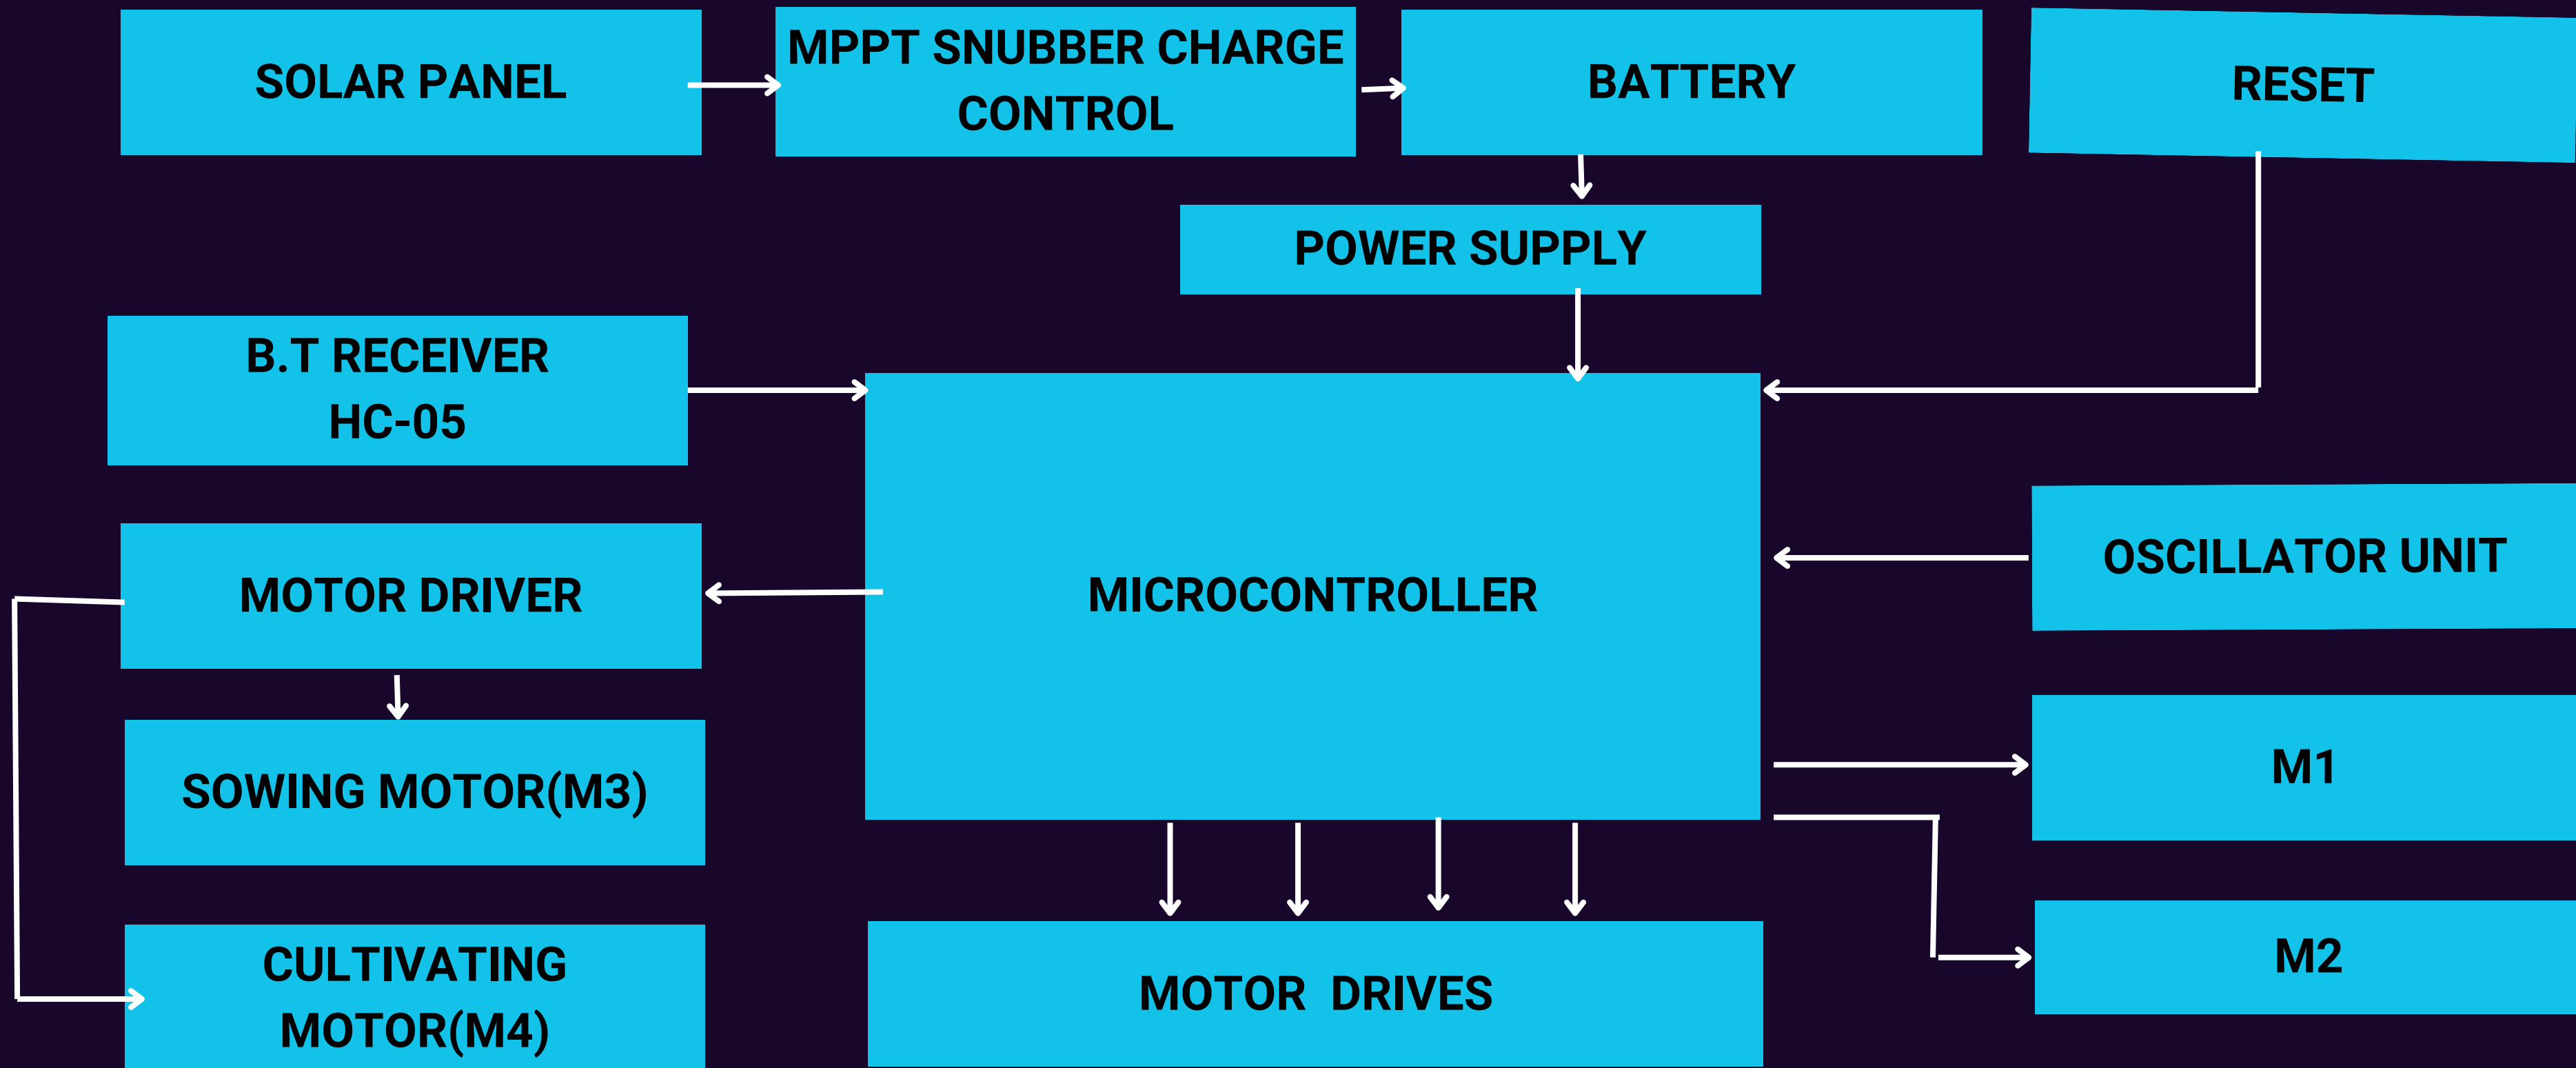 SOLAR PANEL
MPPT SNUBBER CHARGE
CONTROL
BATTERY
RESET
POWER SUPPLY
B.T RECEIVER
HC-05
MOTOR DRIVER
MICROCONTROLLER
OSCILLATOR UNIT
SOWING MOTOR(M3)
M1
CULTIVATING
MOTOR(M4)
MOTOR DRIVES
M2